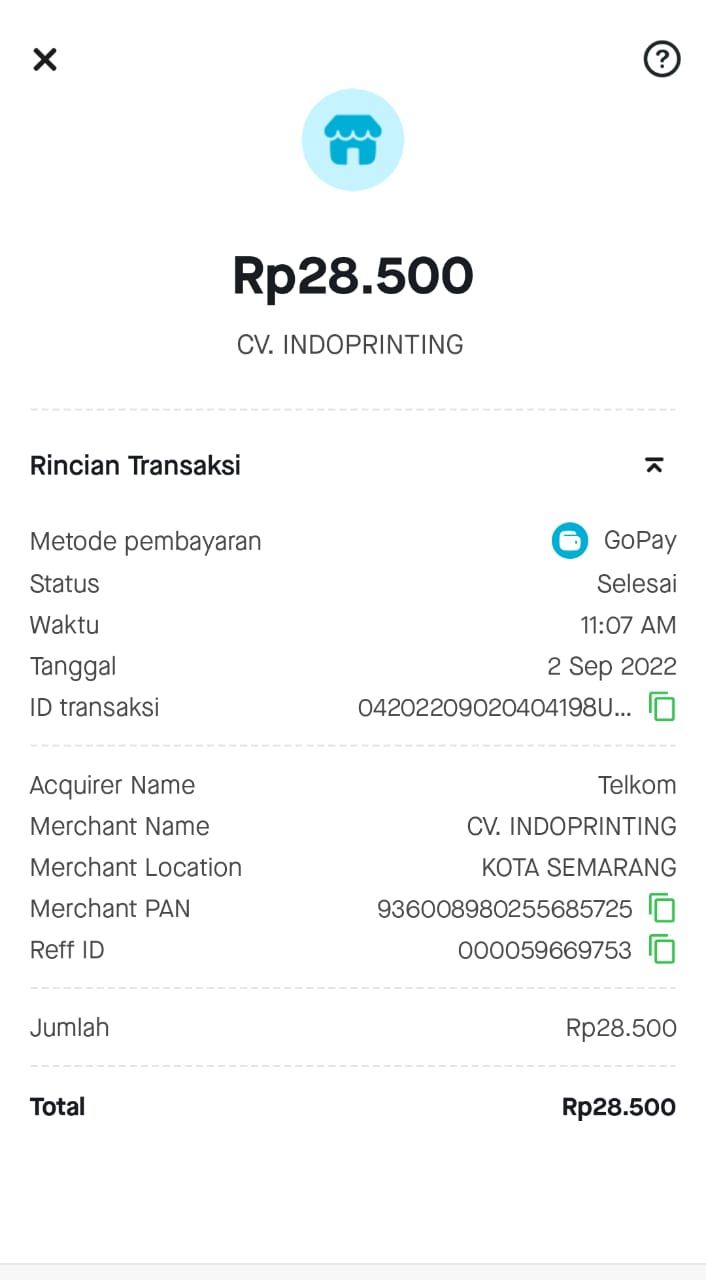 Rp28.500
CV. INDOPRINTING
Rincian Transaksi
Metode pembayaran GoPay
Status Selesai
Waktu 11:07 AM
Tanggal 2 Sep 2022
ID transaksi 04202209020404198U...
Acquirer Name Telkom
Merchant Name CV. INDOPRINTING
Merchant Location KOTA SEMARANG
Merchant PAN 936008980255685725
Reff ID 000059669753
Jumlah Rp28.500
Total Rp28.500